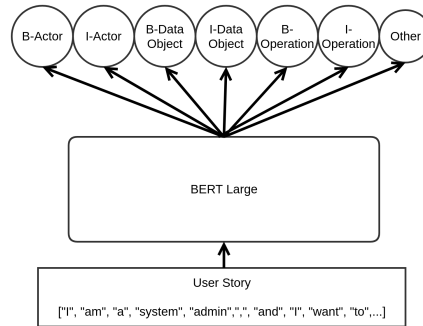 B-Actor
I-Actor
B-Data
Object
I-Data
Object
B-
Operation
I-
Operation
Other
BERT Large
User Story
["I", "am", "a", "system", "admin",",", "and", "I", "want", "to",...]